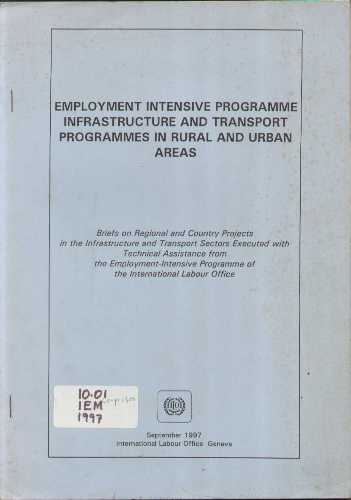 EMPLOYMENT INTENSIVE PROGRAMME
INFRASTRUCTURE AND TRANSPORT
PROGRAMMES IN RURAL AND URBAN
AREAS
Briefs on Regional and Country Projects
in the Infrastructure and Transport Sectors Executed with
Technical Assistance from
the Employment-Intensive Programme of
the International Labour Office
10.01
IEM
1997
September 1997
International Labour Office Geneva